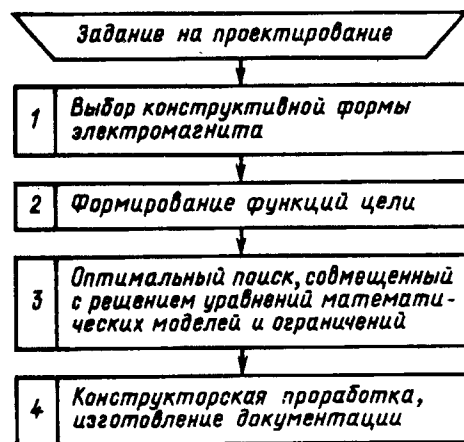 Задание на проектирование
1
Выбор конструктивной формы
электромагнита
2
Формирование функций цели
3
Оптимальный поиск, совмещенный
с решением уравнений математи-
ческих моделей и ограничений
4
Конструкторская проработка,
изготовление документации